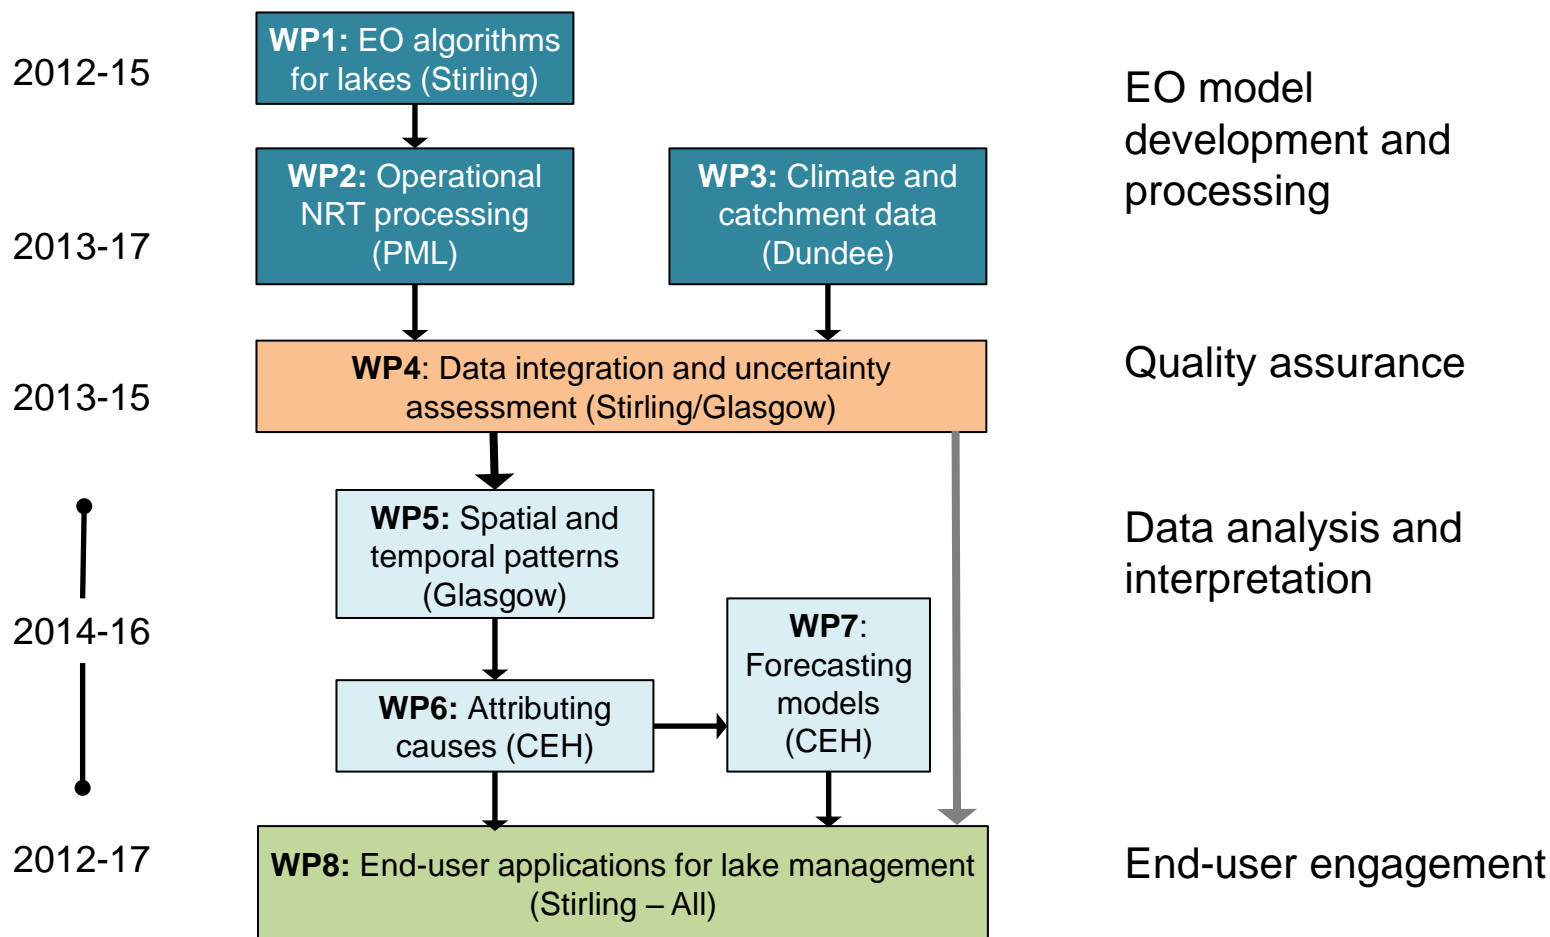 2012-15
WP1: EO algorithms
for lakes (Stirling)
EO model
development and
processing
2013-17
WP2: Operational
NRT processing
(PML)
WP3: Climate and
catchment data
(Dundee)
2013-15
WP4: Data integration and uncertainty
assessment (Stirling/Glasgow)
Quality assurance
2014-16
WP5: Spatial and
temporal patterns
(Glasgow)
WP6: Attributing
causes (CEH)
WP7:
Forecasting
models
(CEH)
Data analysis and
interpretation
2012-17
WP8: End-user applications for lake management
(Stirling – All)
End-user engagement